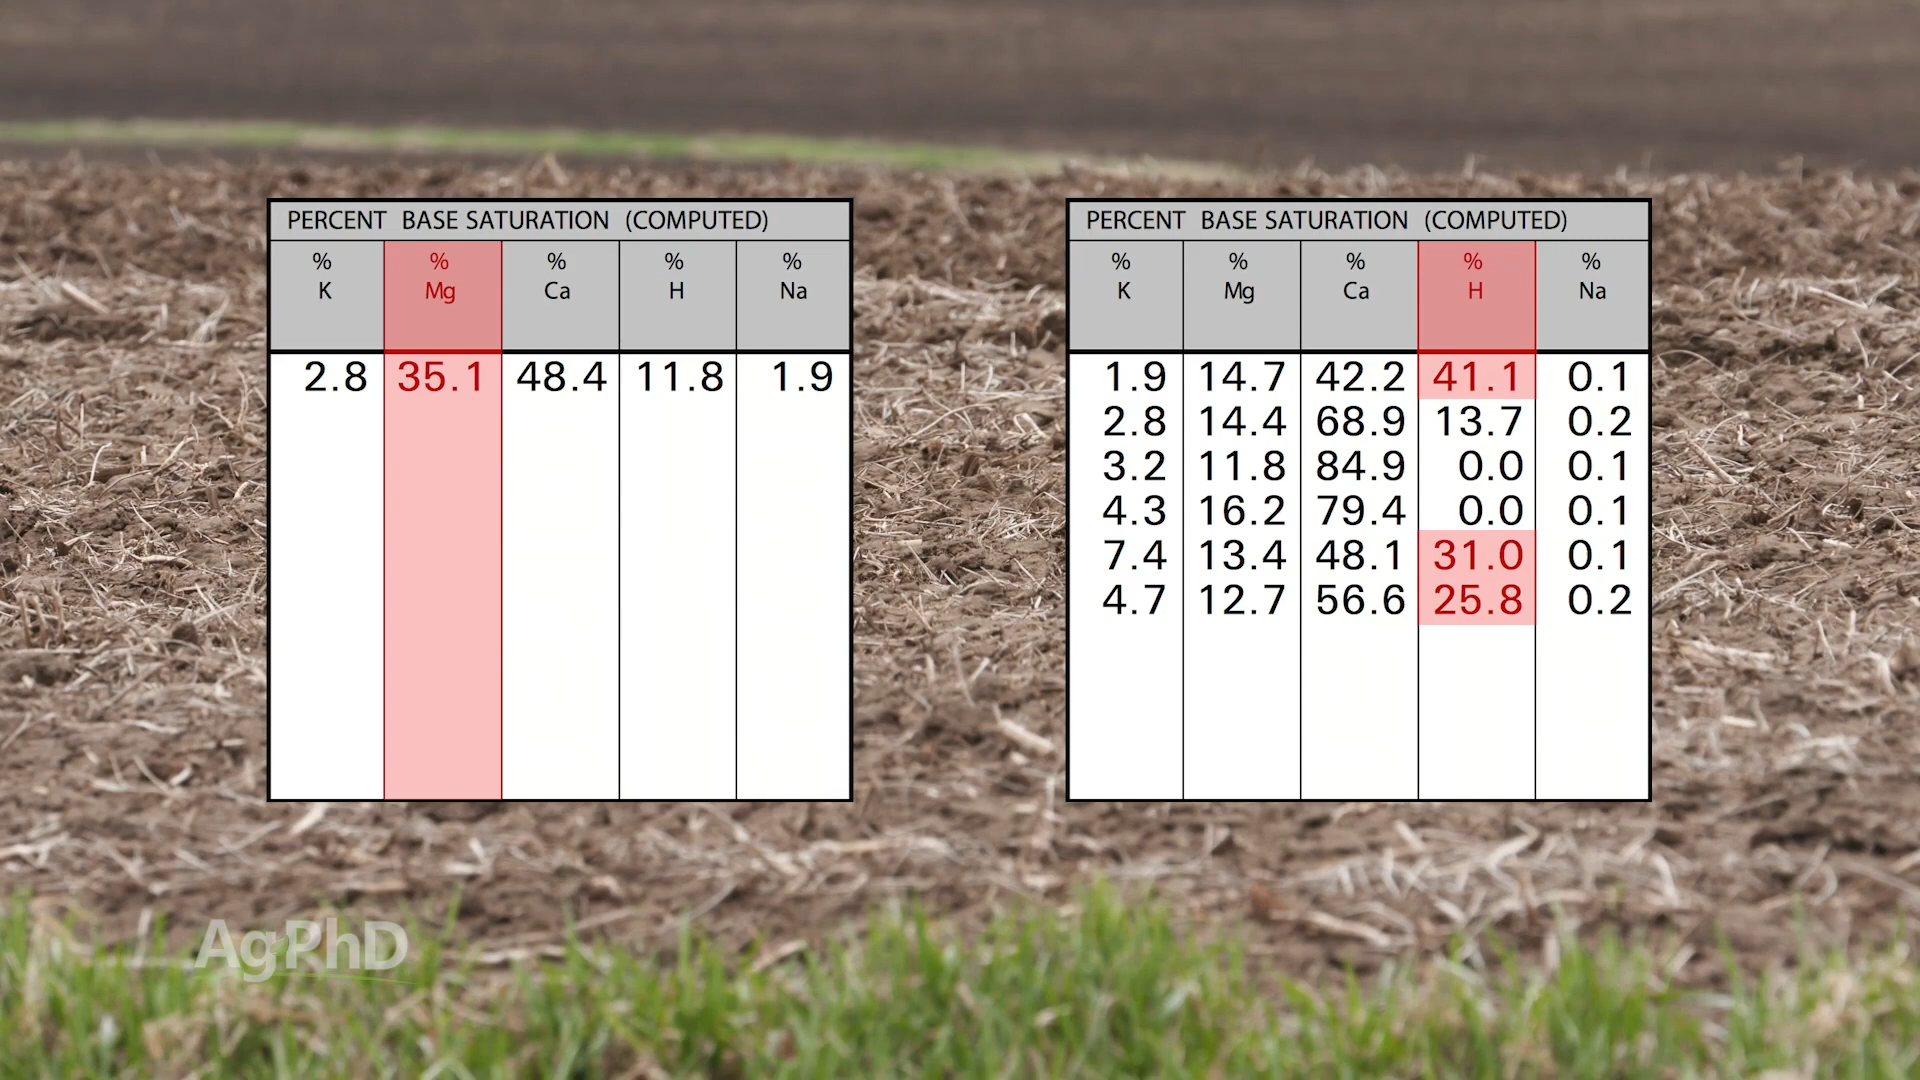 PERCENT BASE SATURATION (COMPUTED)
% % % % %
K Mg Ca H Na
2.8 35.1 48.4 11.8 1.9
PERCENT BASE SATURATION (COMPUTED)
% % % % %
K Mg Ca H Na
1.9 14.7 42.2 41.1 0.1
2.8 14.4 68.9 13.7 0.2
3.2 11.8 84.9 0.0 0.1
4.3 16.2 79.4 0.0 0.1
7.4 13.4 48.1 31.0 0.1
4.7 12.7 56.6 25.8 0.2
AgPhD